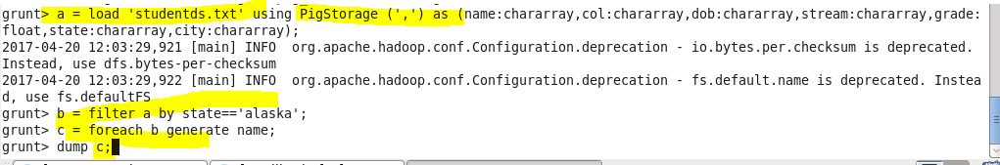 grunt> a = load 'studentds.txt' using PigStorage (',') as (name:chararray,col:chararray,dob:chararray,stream:chararray,grade:
float,state:chararray,city:chararray);
2017-04-20 12:03:29,921 [main] INFO  org.apache.hadoop.conf.Configuration.deprecation - io.bytes.per.checksum is deprecated.
Instead, use dfs.bytes-per-checksum
2017-04-20 12:03:29,922 [main] INFO  org.apache.hadoop.conf.Configuration.deprecation - fs.default.name is deprecated. Instea
d, use fs.defaultFS
grunt> b = filter a by state=='alaska';
grunt> c = foreach b generate name;
grunt> dump c;